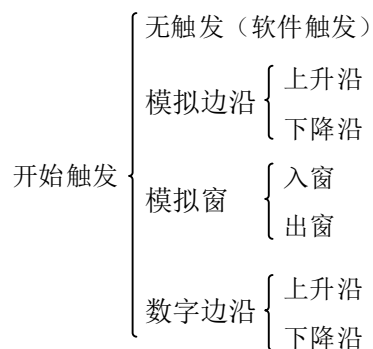 无触发（软件触发）
模拟边沿
上升沿
下降沿
开始触发
模拟窗
入窗
出窗
数字边沿
上升沿
下降沿